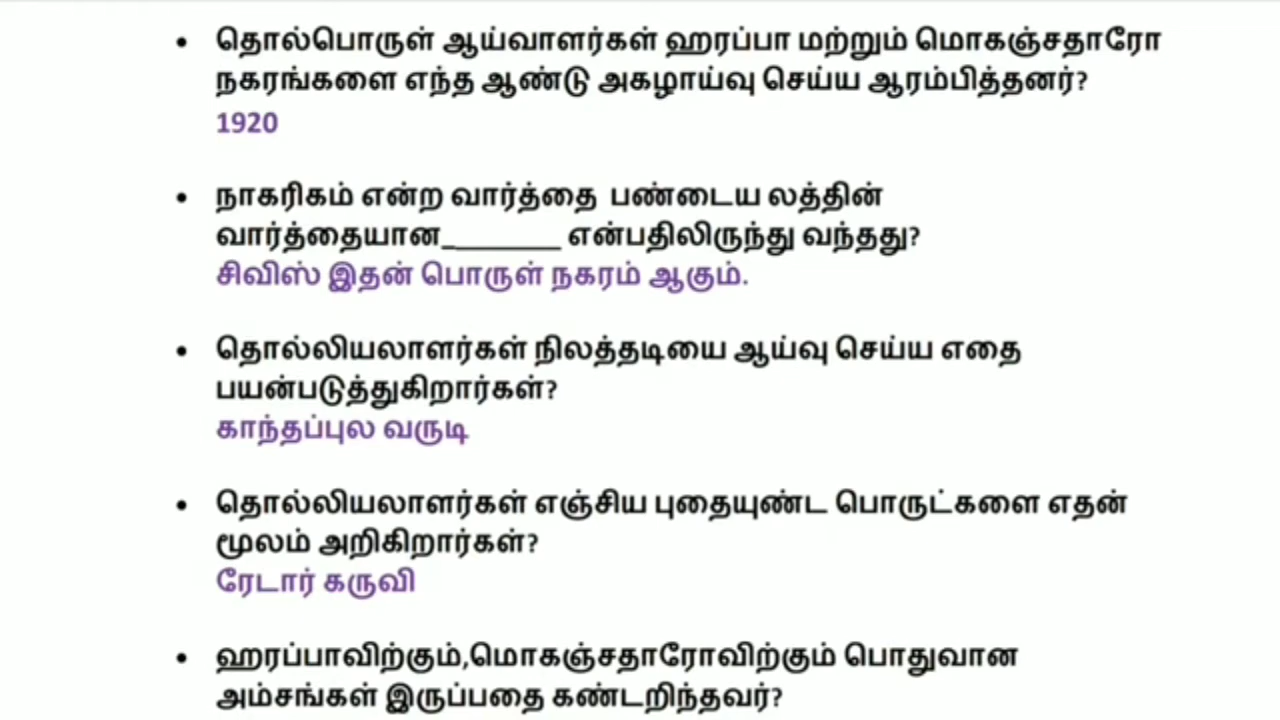 • தொல்பொருள் ஆய்வாளர்கள் ஹரப்பா மற்றும் மொகஞ்சதாரோ
நகரங்களை எந்த ஆண்டு அகழாய்வு செய்ய ஆரம்பித்தனர்?
1920
• நாகரிகம் என்ற வார்த்தை பண்டைய லத்தின்
வார்த்தையான_________ என்பதிலிருந்து வந்தது?
சிவிஸ் இதன் பொருள் நகரம் ஆகும்.
• தொல்லியலாளர்கள் நிலத்தடியை ஆய்வு செய்ய எதை
பயன்படுத்துகிறார்கள்?
காந்தப்புல வருடி
• தொல்லியலாளர்கள் எஞ்சிய புதையுண்ட பொருட்களை எதன்
மூலம் அறிகிறார்கள்?
ரேடார் கருவி
• ஹரப்பாவிற்கும்,மொகஞ்சதாரோவிற்கும் பொதுவான
அம்சங்கள் இருப்பதை கண்டறிந்தவர்?